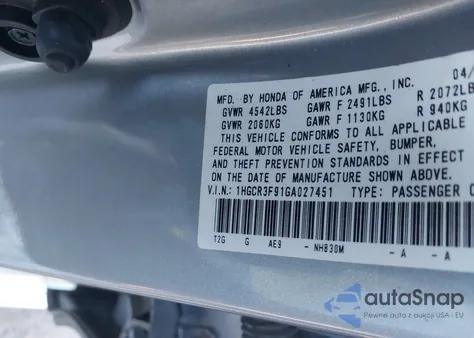 MFD. BY HONDA OF AMERICA MFG., INC. 04/
GVWR 4542LBS GAWR F 2491LBS R 2072LB
GVWR 2060KG GAWR F 1130KG R 940KG
THIS VEHICLE CONFORMS TO ALL APPLICABLE
FEDERAL MOTOR VEHICLE SAFETY, BUMPER,
AND THEFT PREVENTION STANDARDS IN EFFECT
ON THE DATE OF MANUFACTURE SHOWN ABOVE.
V.I.N.: 1HGCR3F91GA027451 TYPE: PASSENGER C
T2G G AE9 - NH830M - A - A
autoSnap
Pewne auta z aukcji USA i EU